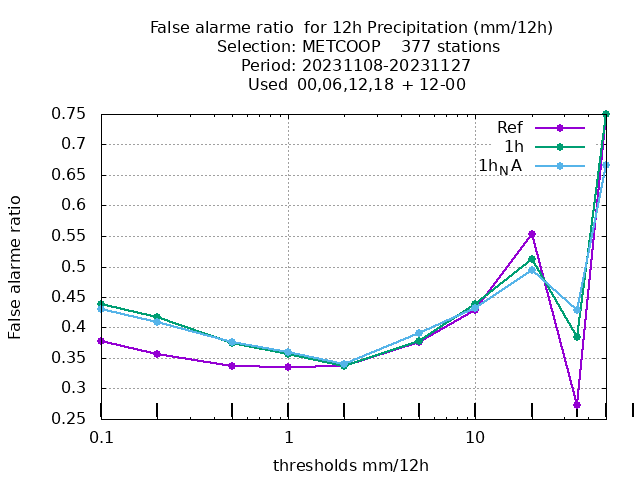 False alarme ratio  for 12h Precipitation (mm/12h)
Selection: METCOOP    377 stations
Period: 20231108-20231127
Used  00,06,12,18  + 12-00
Ref
1h
1hNA
0.75
0.7
0.65
0.6
0.55
0.5
0.45
0.4
0.35
0.3
0.25
False alarme ratio
0.1 1 10
thresholds mm/12h